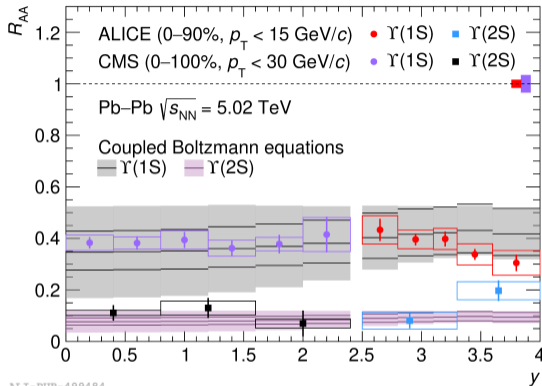 R_AA
ALICE (0–90%, p_T < 15 GeV/c) ϒ(1S) ϒ(2S)
CMS (0–100%, p_T < 30 GeV/c) ϒ(1S) ϒ(2S)
1.2
1
Pb–Pb √s_NN = 5.02 TeV
0.8
Coupled Boltzmann equations
ϒ(1S) ϒ(2S)
0.6
0.4
0.2
0
0 0.5 1 1.5 2 2.5 3 3.5 4
y